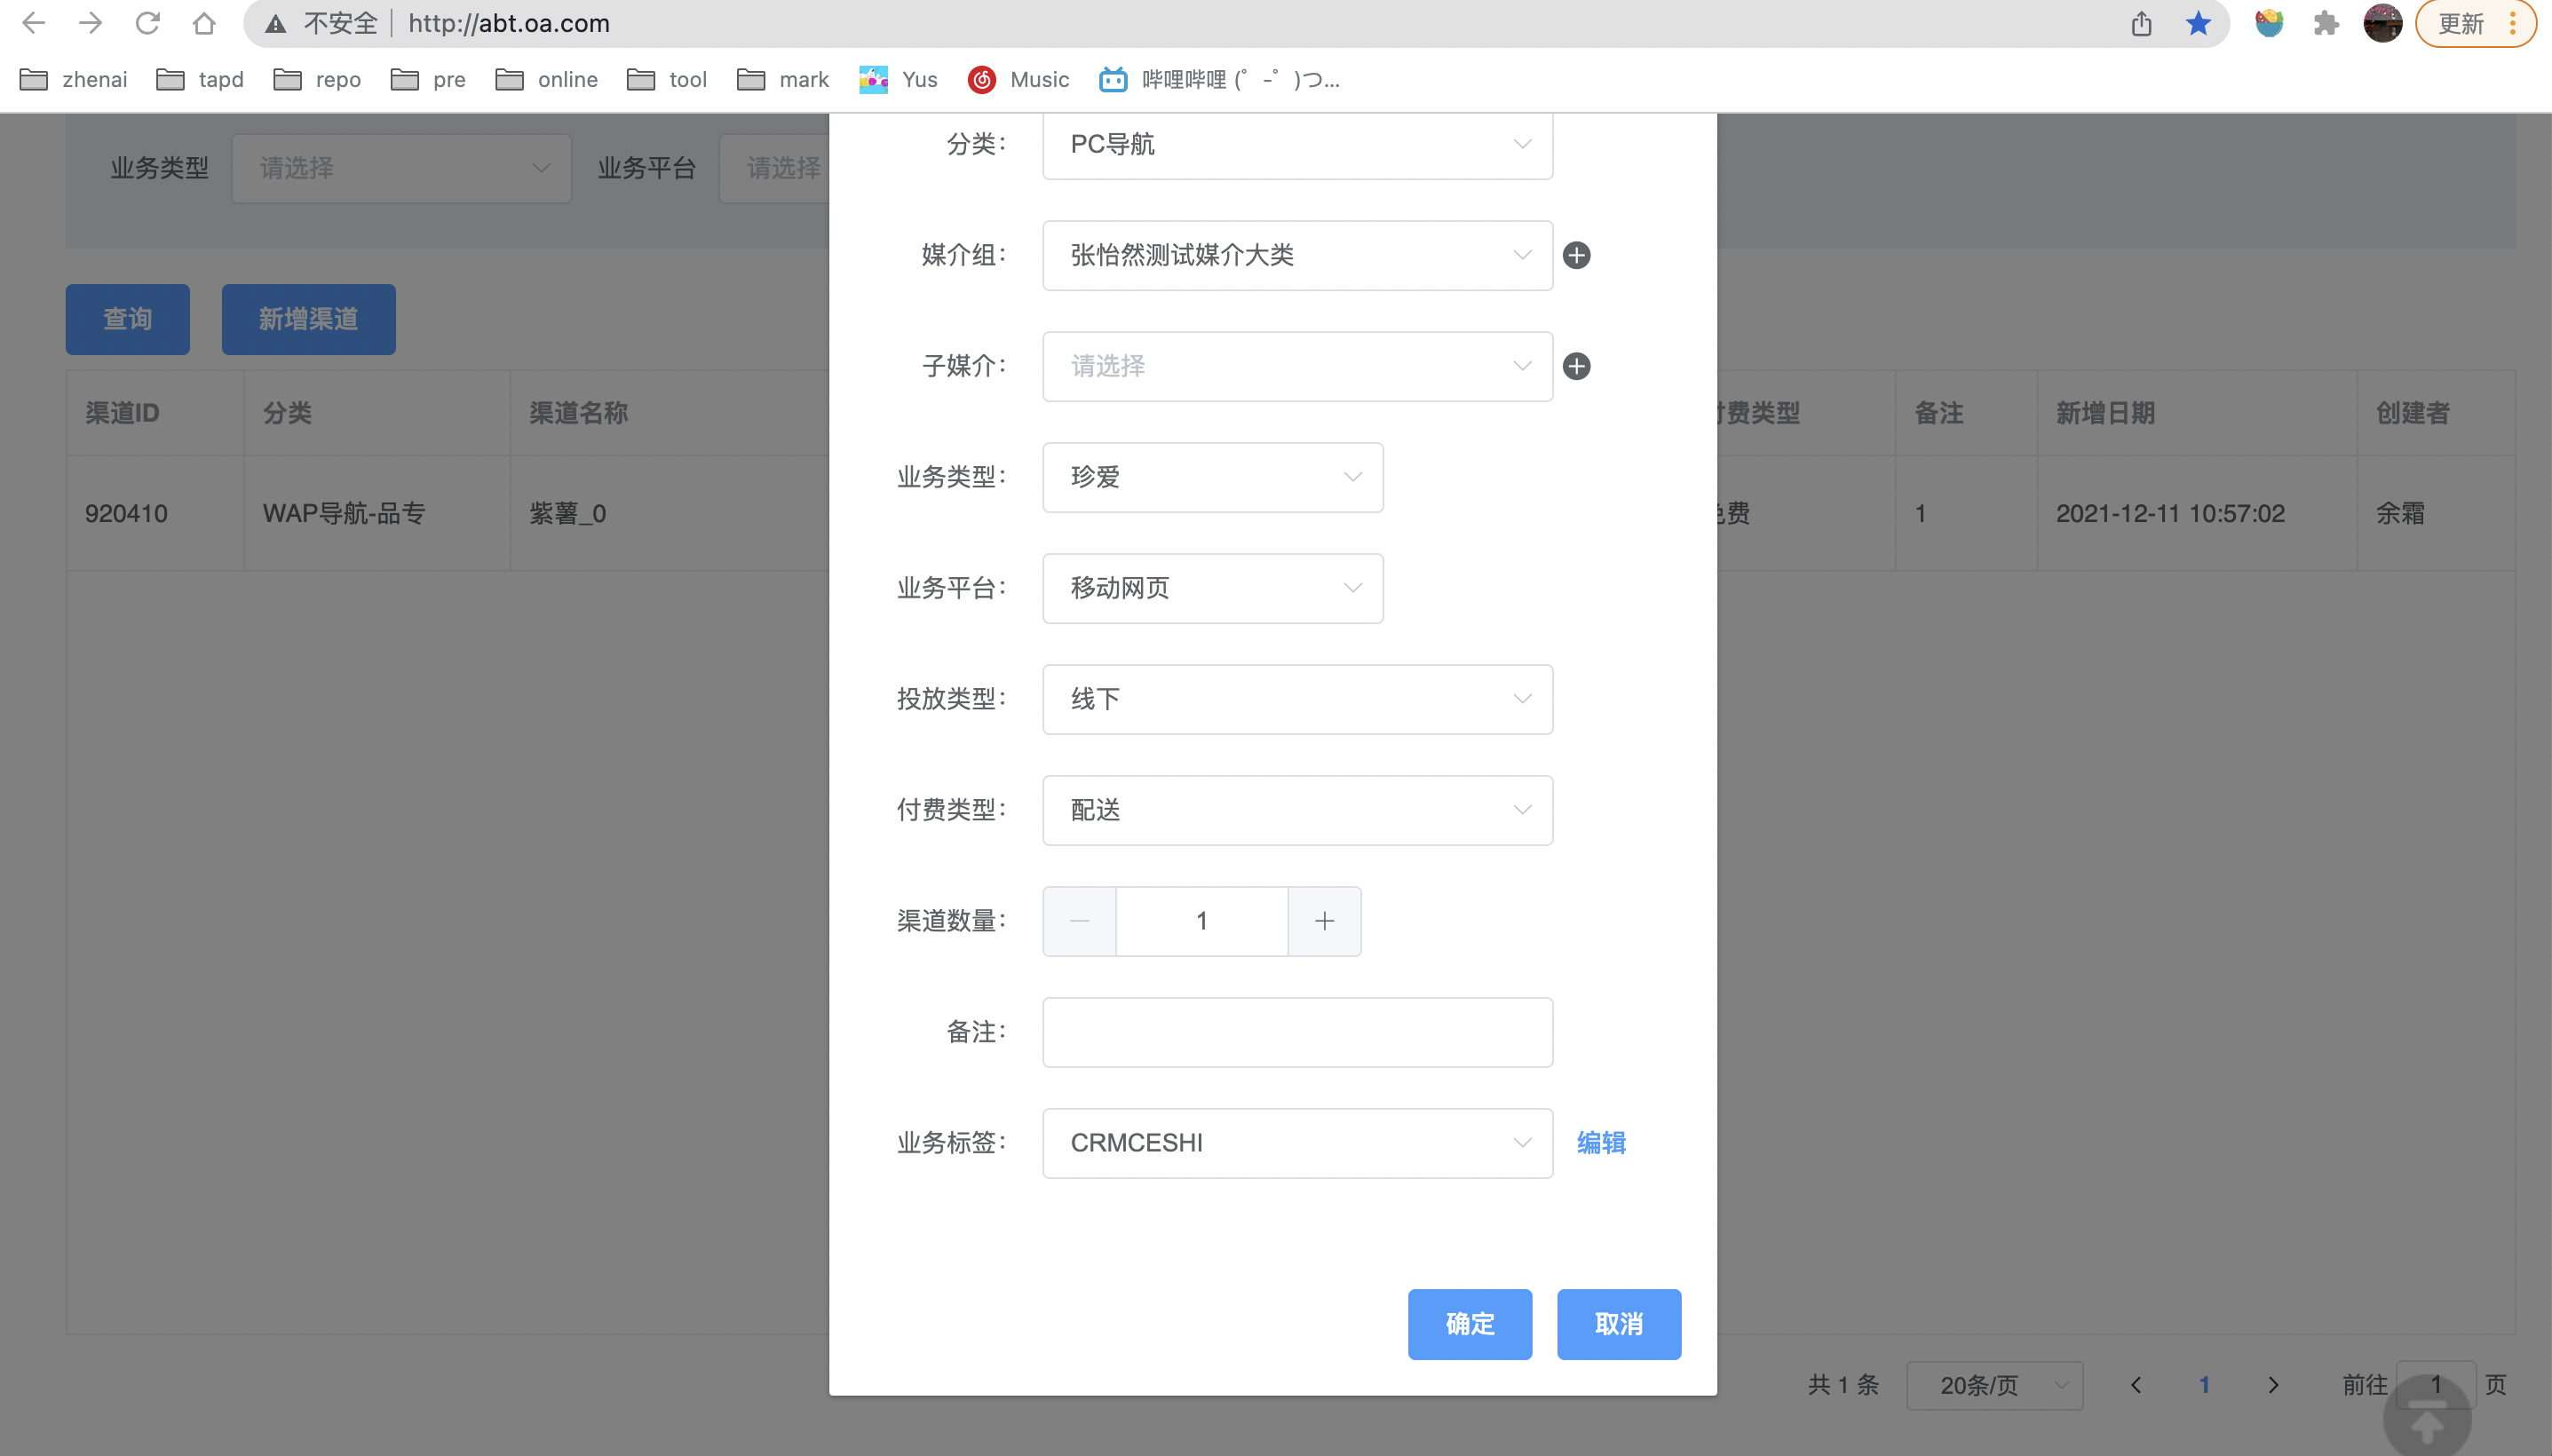 不安全 http://abt.oa.com 更新
zhenai tapd repo pre online tool mark Yus Music 哔哩哔哩 (゜-゜)つ...
业务类型 请选择 业务平台 请选择
查询 新增渠道
渠道ID 分类 渠道名称 付费类型 备注 新增日期 创建者
920410 WAP导航-品专 紫薯_0 免费 1 2021-12-11 10:57:02 余霜
分类: PC导航
媒介组: 张怡然测试媒介大类
子媒介: 请选择
业务类型: 珍爱
业务平台: 移动网页
投放类型: 线下
付费类型: 配送
渠道数量: 1
备注:
业务标签: CRMCESHI 编辑
确定 取消
共 1 条 20条/页 1 前往 1 页